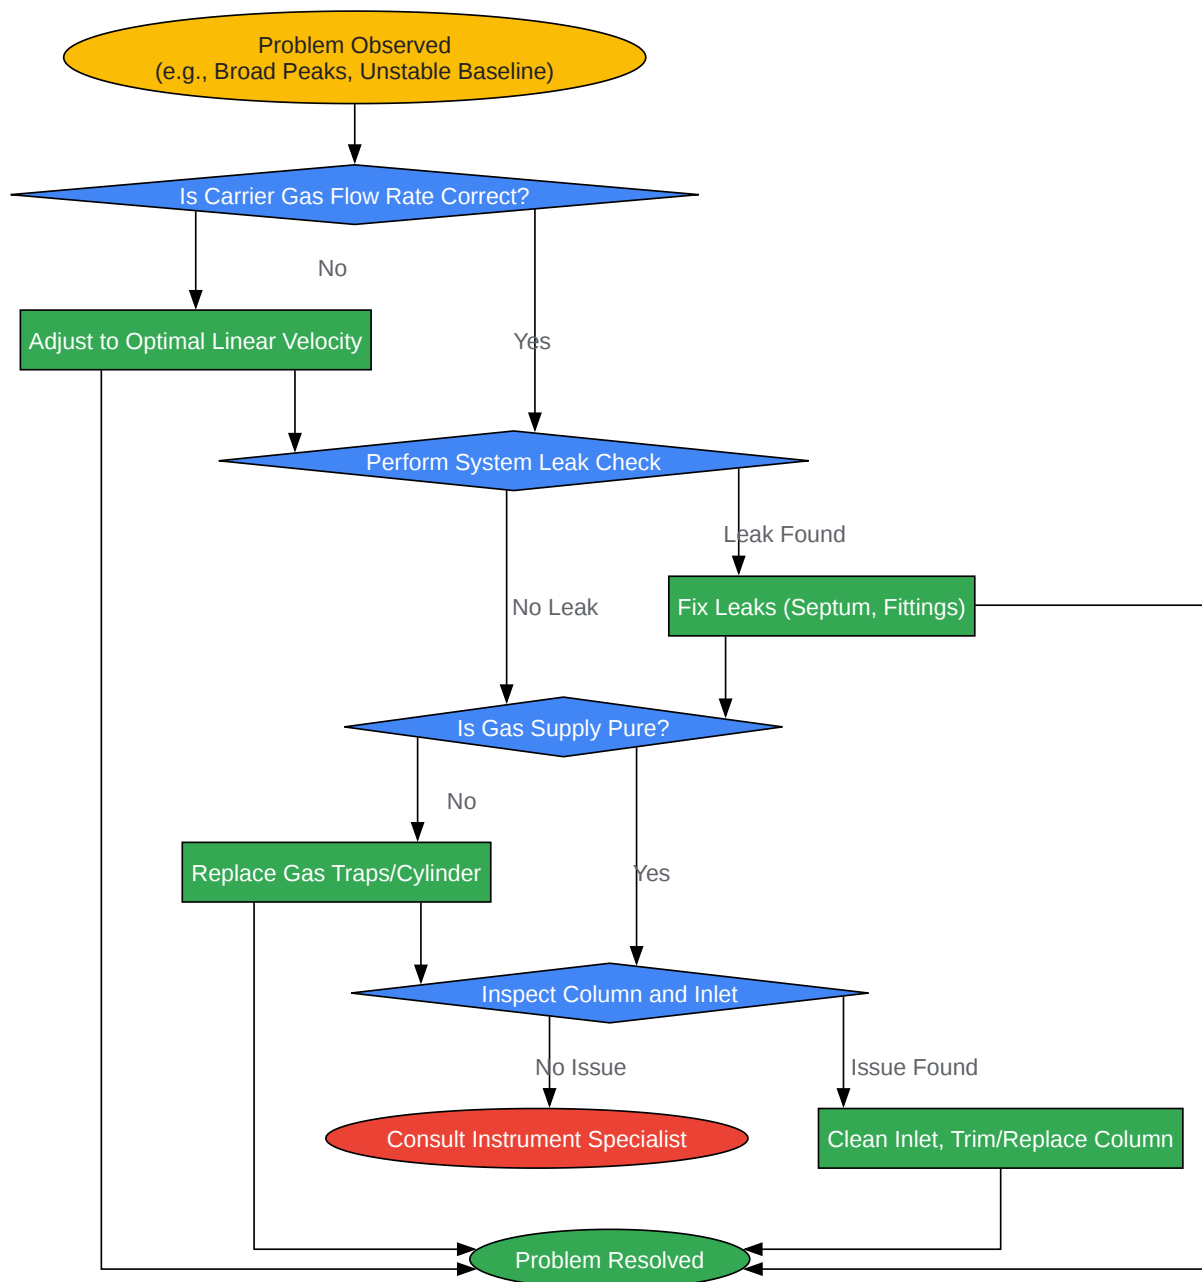 Problem Observed
(e.g., Broad Peaks, Unstable Baseline)
Is Carrier Gas Flow Rate Correct?
No
Adjust to Optimal Linear Velocity
Yes
Perform System Leak Check
Leak Found
No Leak
Fix Leaks (Septum, Fittings)
Is Gas Supply Pure?
No
Replace Gas Traps/Cylinder
Yes
Inspect Column and Inlet
No Issue
Issue Found
Consult Instrument Specialist
Clean Inlet, Trim/Replace Column
Problem Resolved